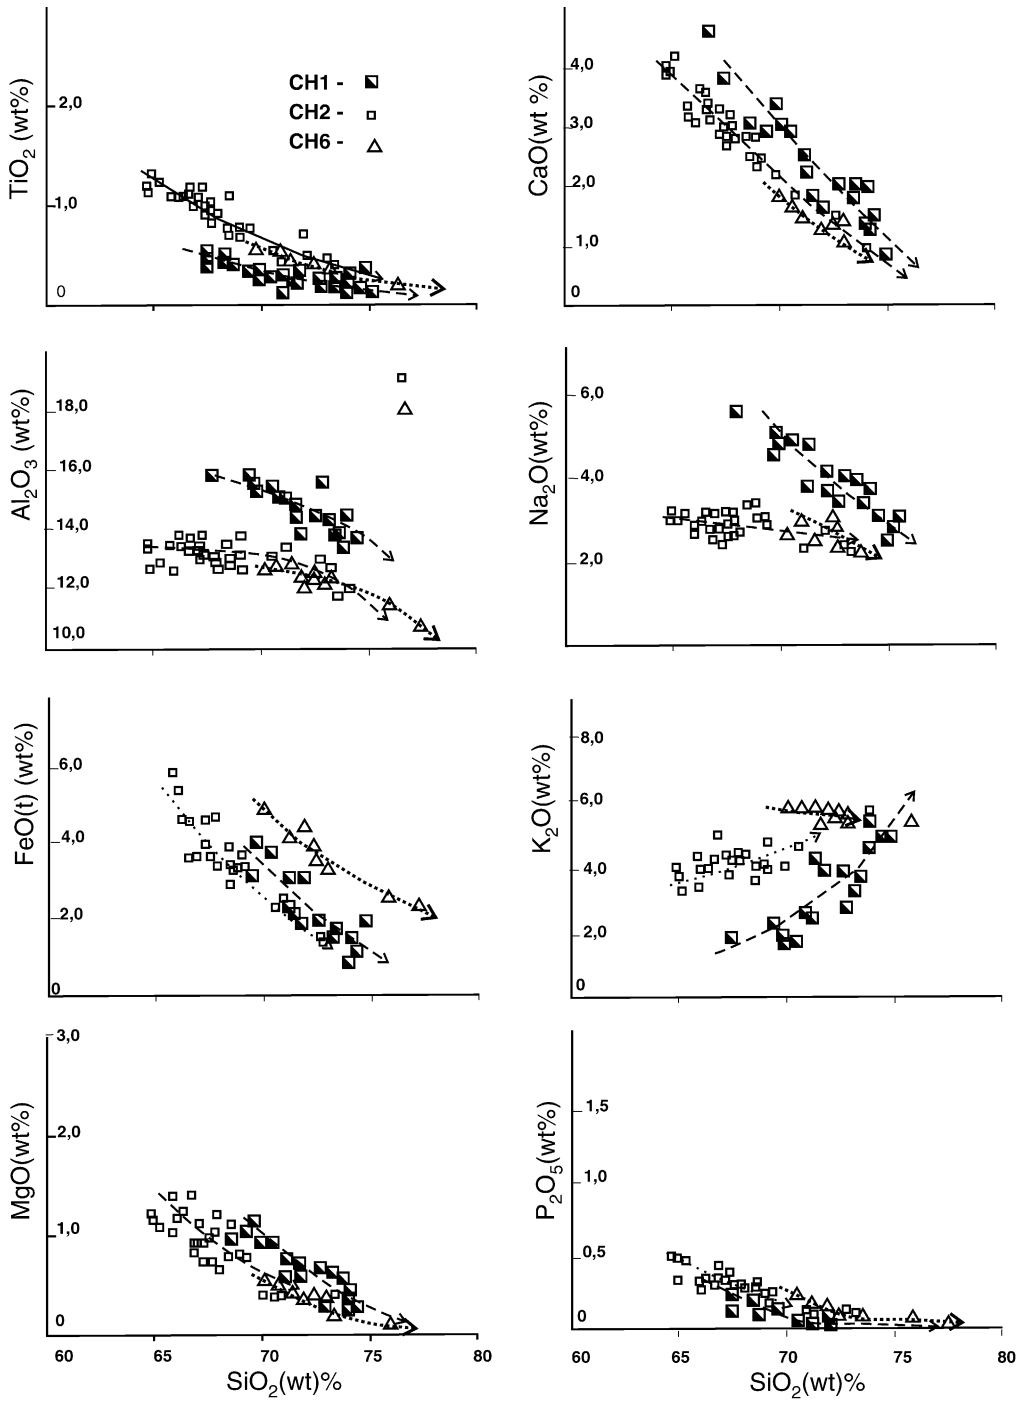 TiO2 (wt%)
2,0
1,0
0
CH1 -
CH2 -
CH6 -
CaO(wt %)
4,0
3,0
2,0
1,0
0
Al2O3 (wt%)
18,0
16,0
14,0
12,0
10,0
Na2O(wt%)
6,0
4,0
2,0
FeO(t) (wt%)
6,0
4,0
2,0
0
K2O(wt%)
8,0
6,0
4,0
2,0
0
MgO(wt%)
3,0
2,0
1,0
0
60 65 70 75 80
SiO2(wt)%
P2O5(wt%)
1,5
1,0
0,5
0
60 65 70 75 80
SiO2(wt)%